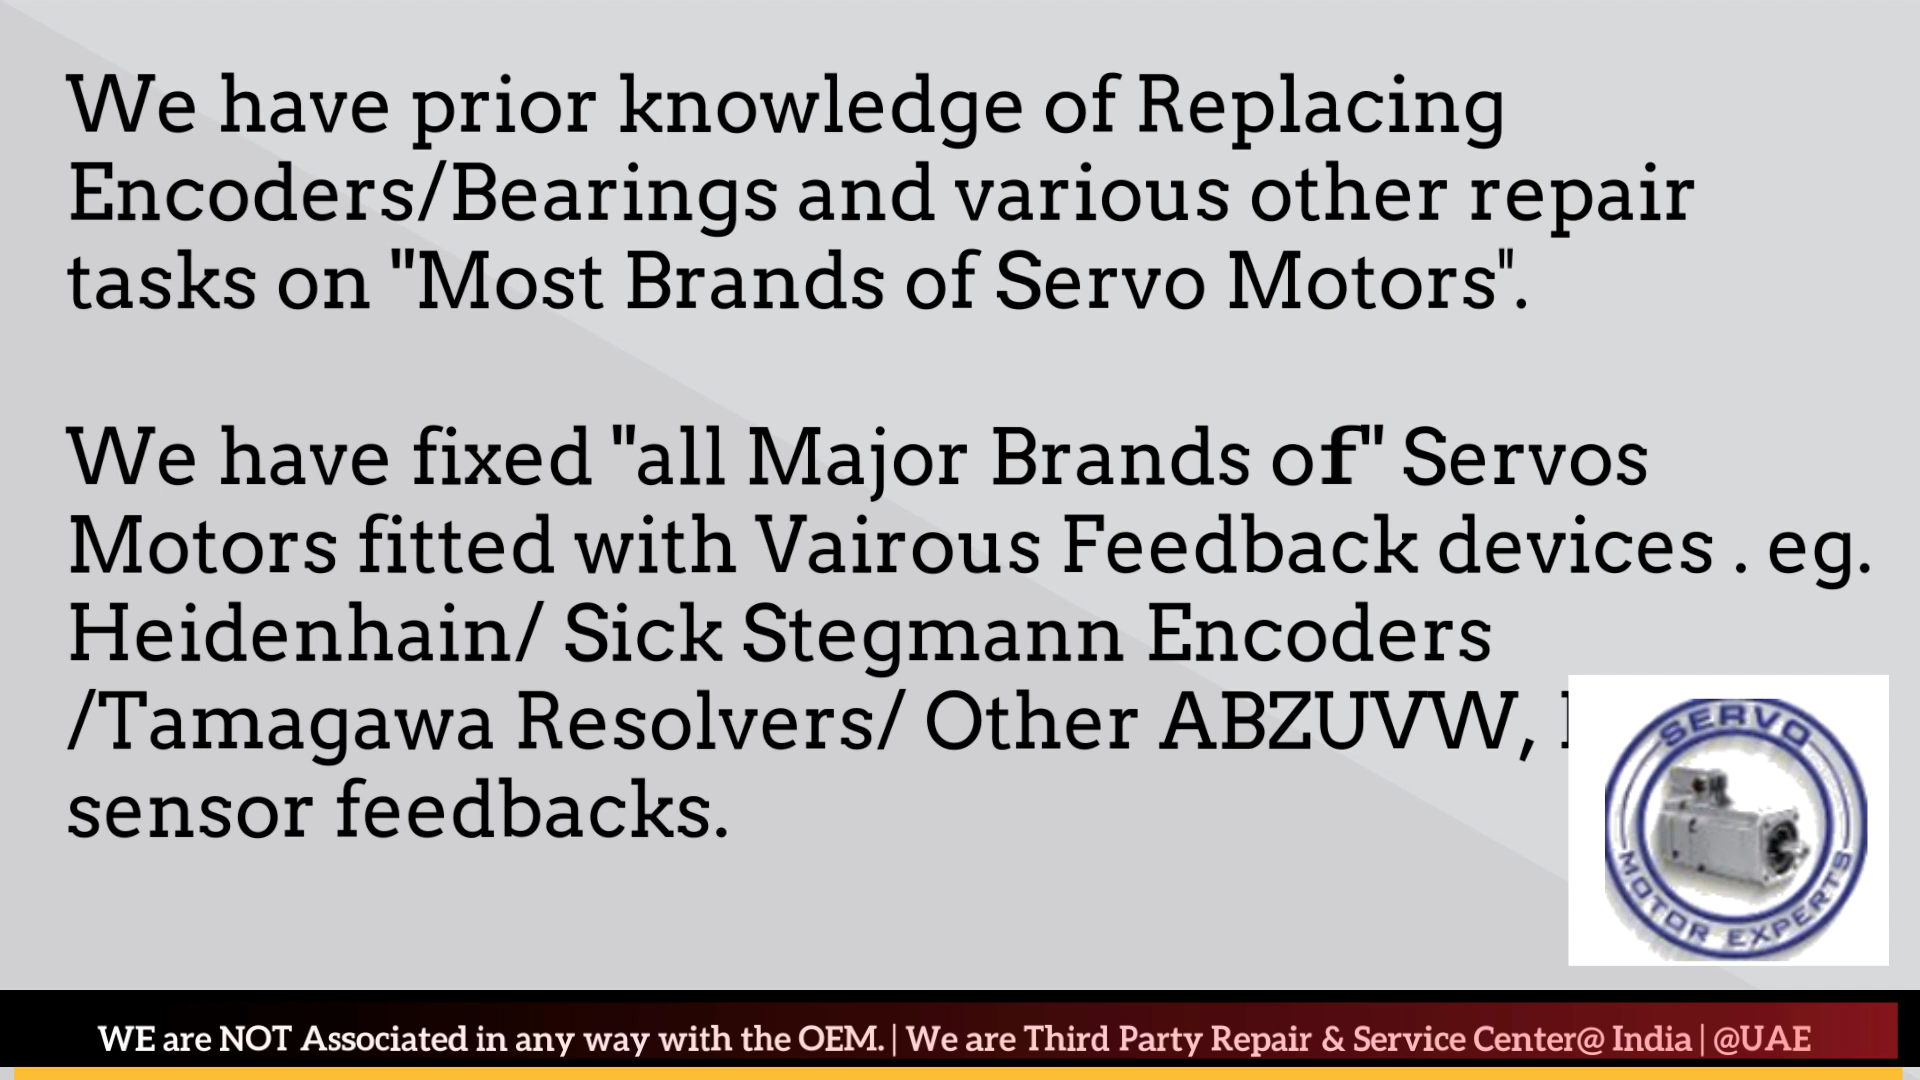 We have prior knowledge of Replacing
Encoders/Bearings and various other repair
tasks on "Most Brands of Servo Motors".
We have fixed "all Major Brands of" Servos
Motors fitted with Vairous Feedback devices . eg.
Heidenhain/ Sick Stegmann Encoders
/Tamagawa Resolvers/ Other ABZUVW,
sensor feedbacks.
SERVO
MOTOR EXPERTS
WE are NOT Associated in any way with the OEM. | We are Third Party Repair & Service Center@ India | @UAE